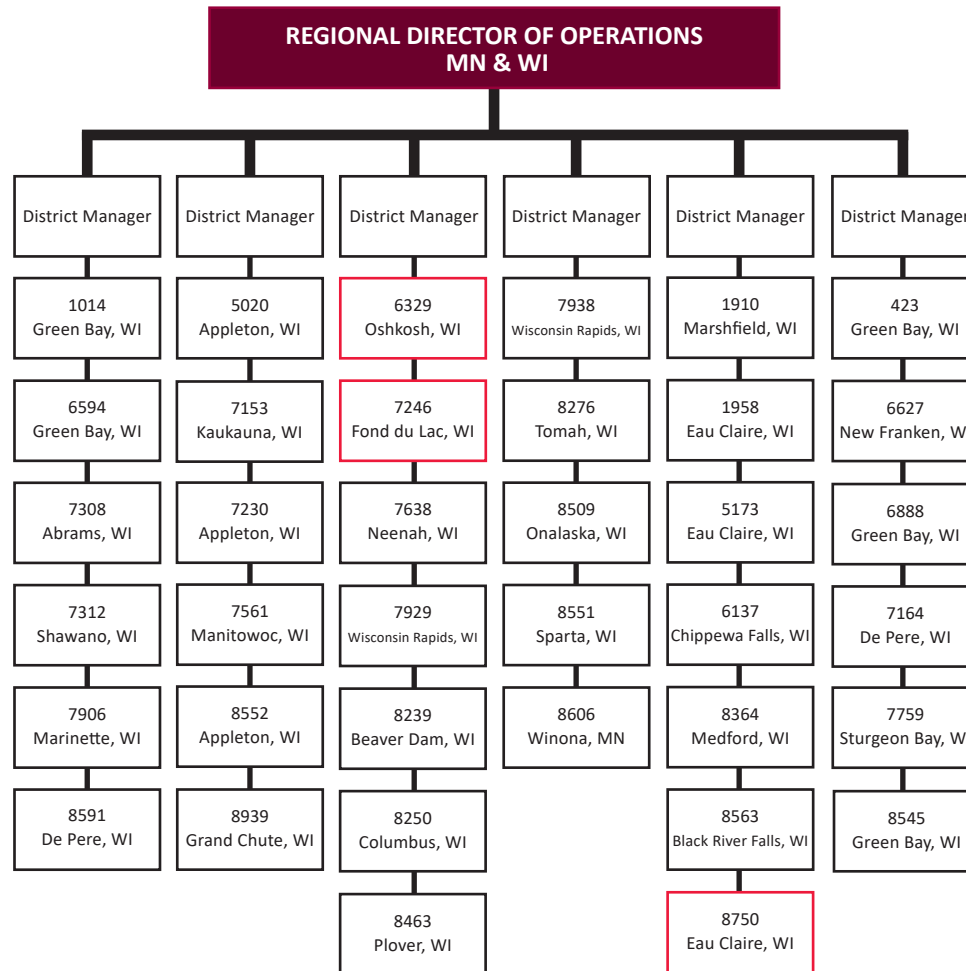 REGIONAL DIRECTOR OF OPERATIONS
MN & WI
District Manager
1014
Green Bay, WI
6594
Green Bay, WI
7308
Abrams, WI
7312
Shawano, WI
7906
Marinette, WI
8591
De Pere, WI
District Manager
5020
Appleton, WI
7153
Kaukauna, WI
7230
Appleton, WI
7561
Manitowoc, WI
8552
Appleton, WI
8939
Grand Chute, WI
District Manager
6329
Oshkosh, WI
7246
Fond du Lac, WI
7638
Neenah, WI
7929
Wisconsin Rapids, WI
8239
Beaver Dam, WI
8250
Columbus, WI
8463
Plover, WI
District Manager
7938
Wisconsin Rapids, WI
8276
Tomah, WI
8509
Onalaska, WI
8551
Sparta, WI
8606
Winona, MN
District Manager
1910
Marshfield, WI
1958
Eau Claire, WI
5173
Eau Claire, WI
6137
Chippewa Falls, WI
8364
Medford, WI
8563
Black River Falls, WI
8750
Eau Claire, WI
District Manager
423
Green Bay, WI
6627
New Franken, W
6888
Green Bay, WI
7164
De Pere, WI
7759
Sturgeon Bay, W
8545
Green Bay, WI